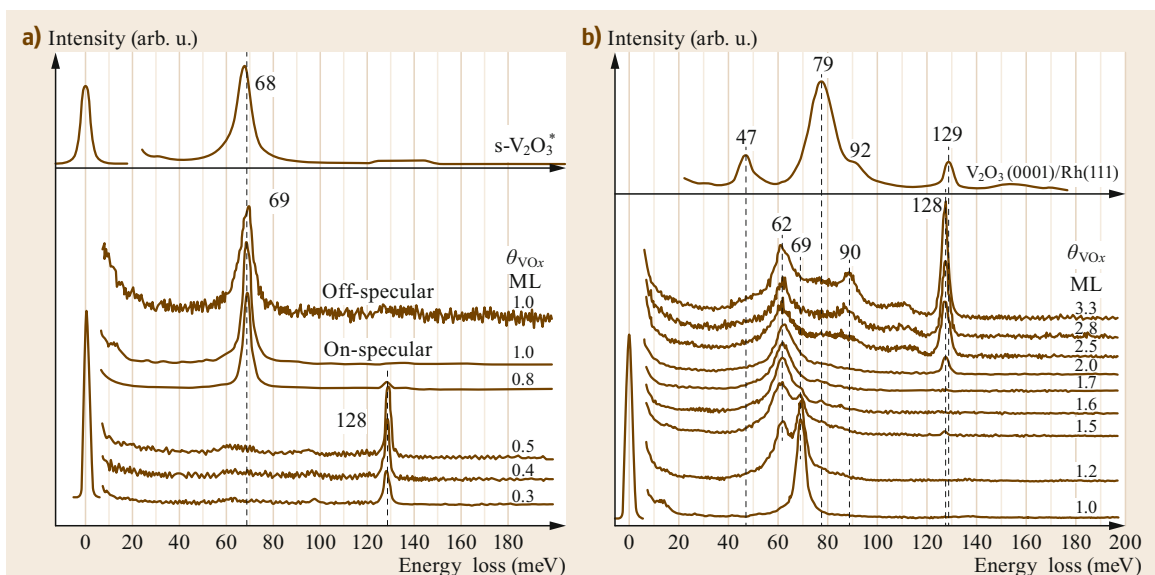 a) Intensity (arb. u.)
68
s-V₂O₃*
69
θVOx
ML
Off-specular
1.0
On-specular
1.0
0.8
128
0.5
0.4
0.3
0 20 40 60 80 100 120 140 160 180
Energy loss (meV)
b) Intensity (arb. u.)
79
47
92
129
V₂O₃ (0001)/Rh(111)
128
62
69
90
θVOx
ML
3.3
2.8
2.5
2.0
1.7
1.6
1.5
1.2
1.0
0 20 40 60 80 100 120 140 160 180 200
Energy loss (meV)